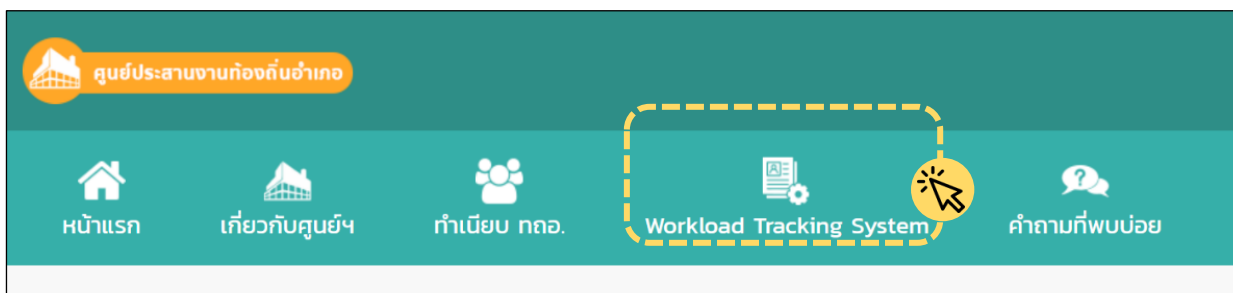 ศูนย์ประสานงานท้องถิ่นอำเภอ
หน้าแรก เกี่ยวกับศูนย์ฯ ทำเนียบ ทถอ. Workload Tracking System คำถามที่พบบ่อย